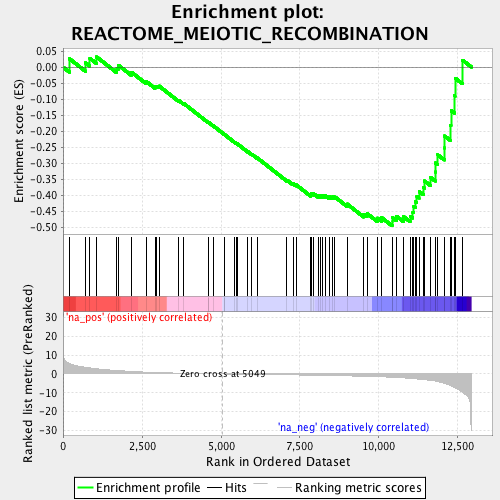 Enrichment plot:
REACTOME_MEIOTIC_RECOMBINATION
Enrichment score (ES)
0.05
0.00
-0.05
-0.10
-0.15
-0.20
-0.25
-0.30
-0.35
-0.40
-0.45
-0.50
'na_pos' (positively correlated)
Ranked list metric (PreRanked)
30
20
10
0
-10
-20
-30
Zero cross at 5049
'na_neg' (negatively correlated)
0
2,500
5,000
7,500
10,000
12,500
Rank in Ordered Dataset
Enrichment profile
Hits
Ranking metric scores